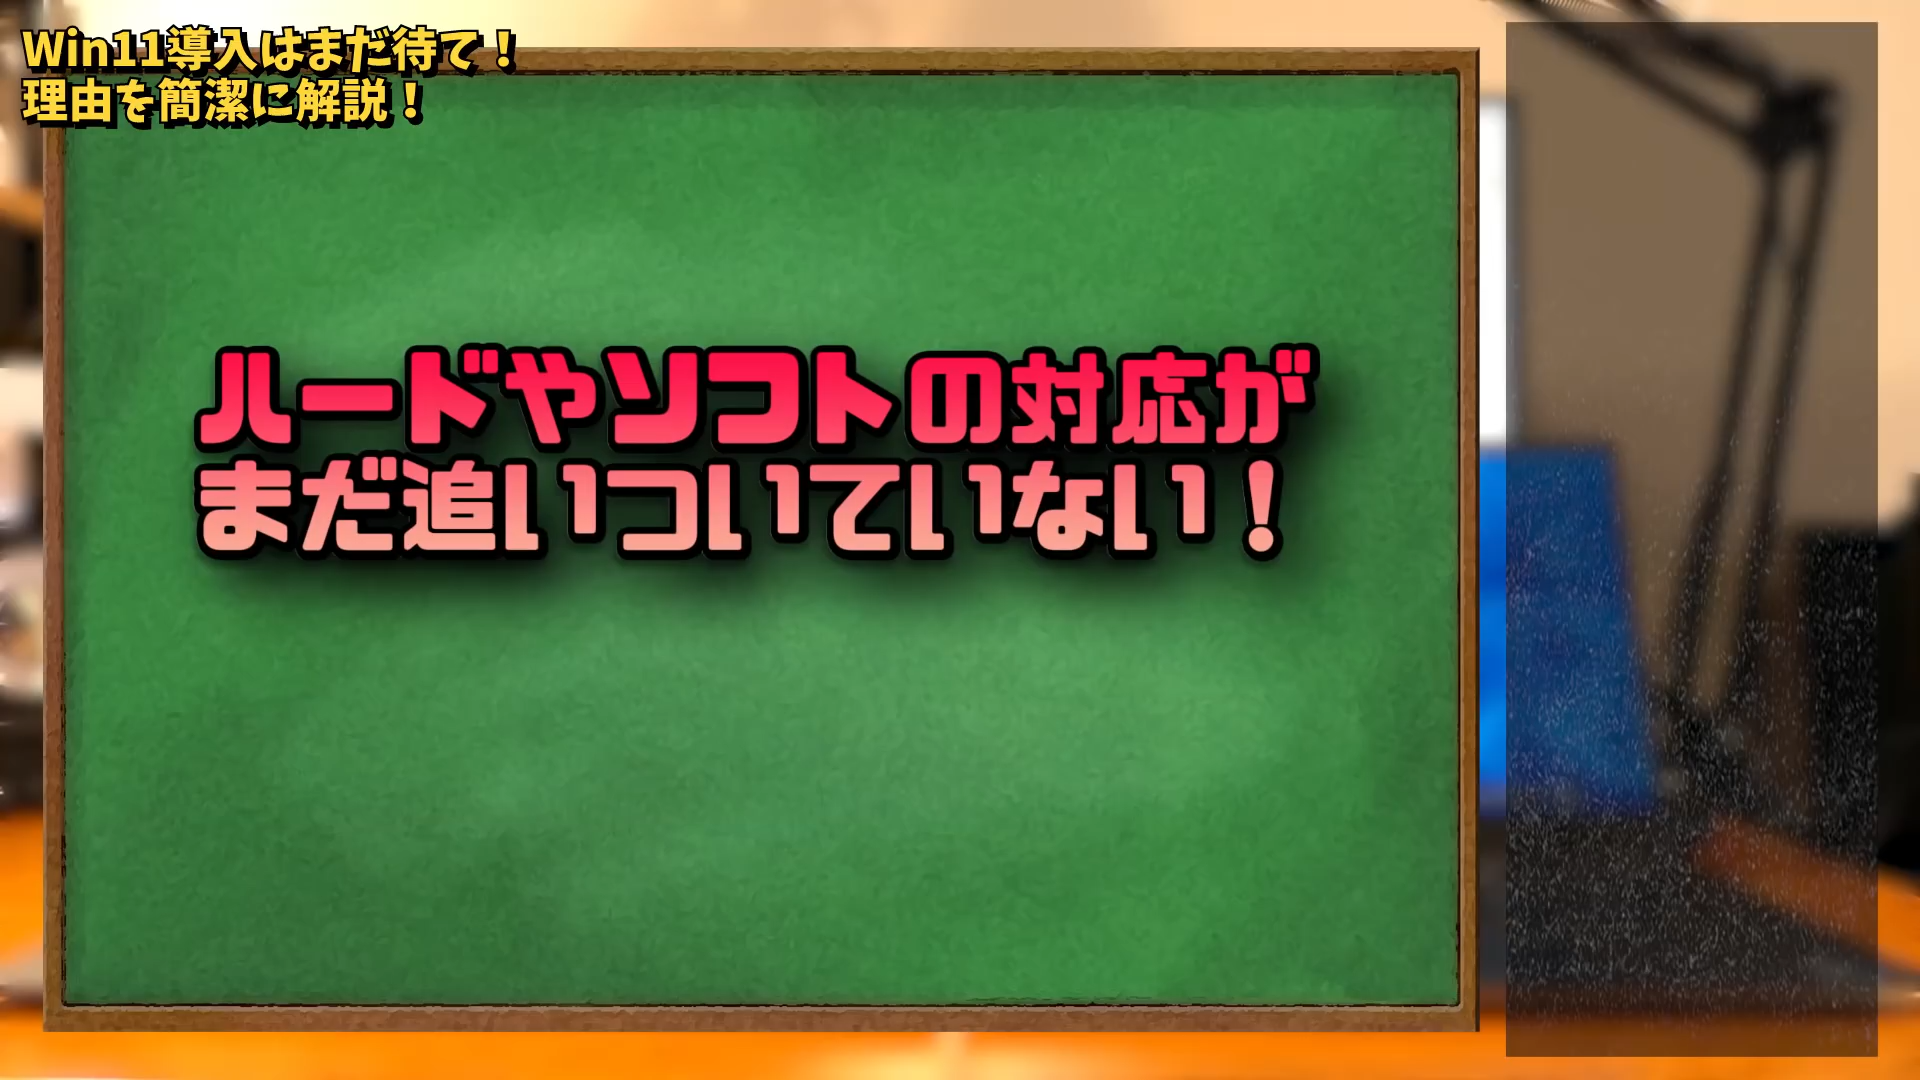 Win11導入はまだ待て！
理由を簡潔に解説！
ハードやソフトの対応が
まだ追いついていない！